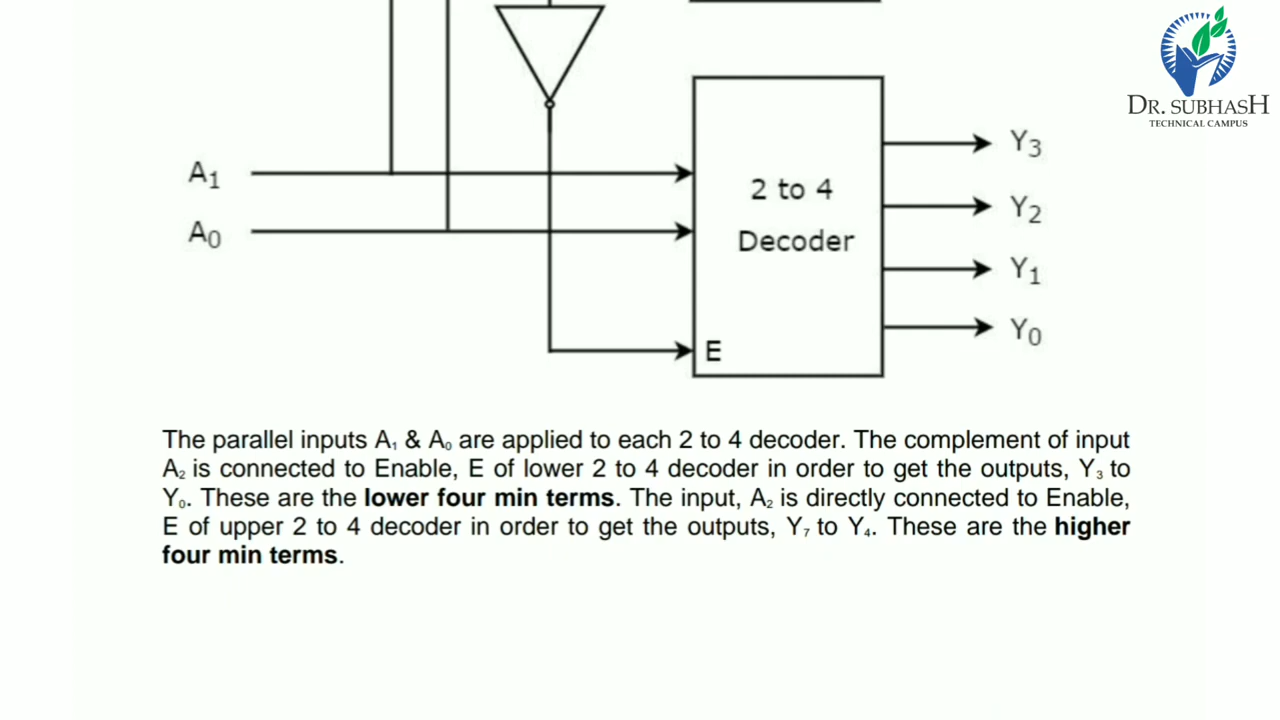 DR. SUBHASH
TECHNICAL CAMPUS
A1
A0
2 to 4
Decoder
E
Y3
Y2
Y1
Y0
The parallel inputs A₁ & A₀ are applied to each 2 to 4 decoder. The complement of input
A₂ is connected to Enable, E of lower 2 to 4 decoder in order to get the outputs, Y₃ to
Y₀. These are the lower four min terms. The input, A₂ is directly connected to Enable,
E of upper 2 to 4 decoder in order to get the outputs, Y₇ to Y₄. These are the higher
four min terms.